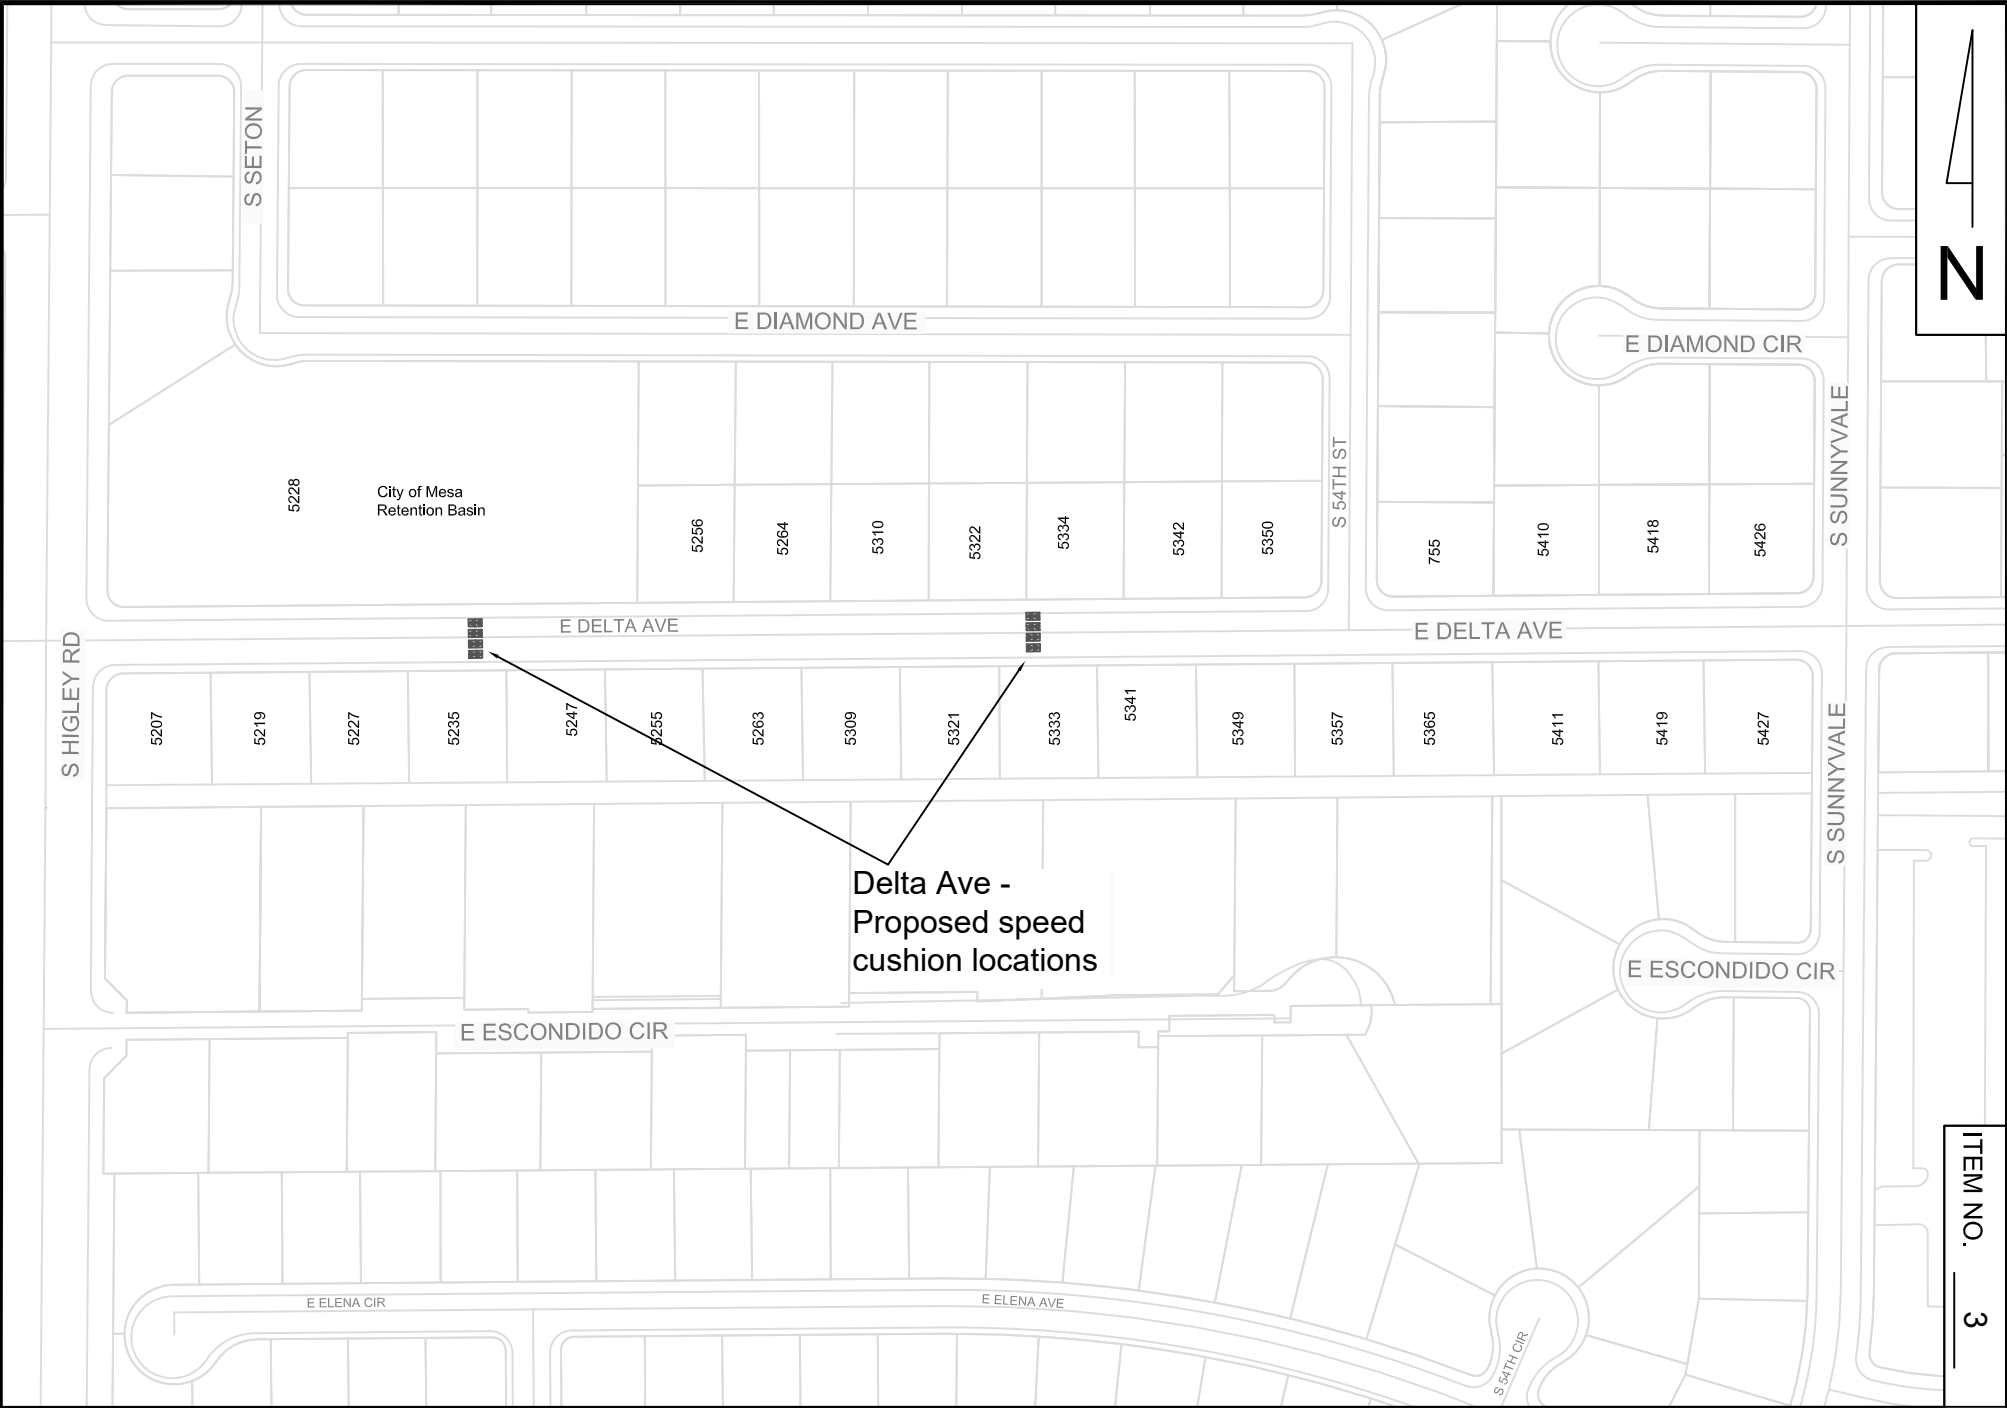 S SETON
N
E DIAMOND AVE
E DIAMOND CIR
S SUNNYVALE
S 54TH ST
5228
City of Mesa
Retention Basin
5256
5264
5310
5322
5334
5342
5350
755
5410
5418
5426
E DELTA AVE
E DELTA AVE
S HIGLEY RD
5207
5219
5227
5235
5247
5255
5263
5309
5321
5333
5341
5349
5357
5365
5411
5419
5427
S SUNNYVALE
Delta Ave -
Proposed speed
cushion locations
E ESCONDIDO CIR
E ESCONDIDO CIR
ITEM NO. 3
E ELENA CIR
E ELENA AVE
S 54TH CIR